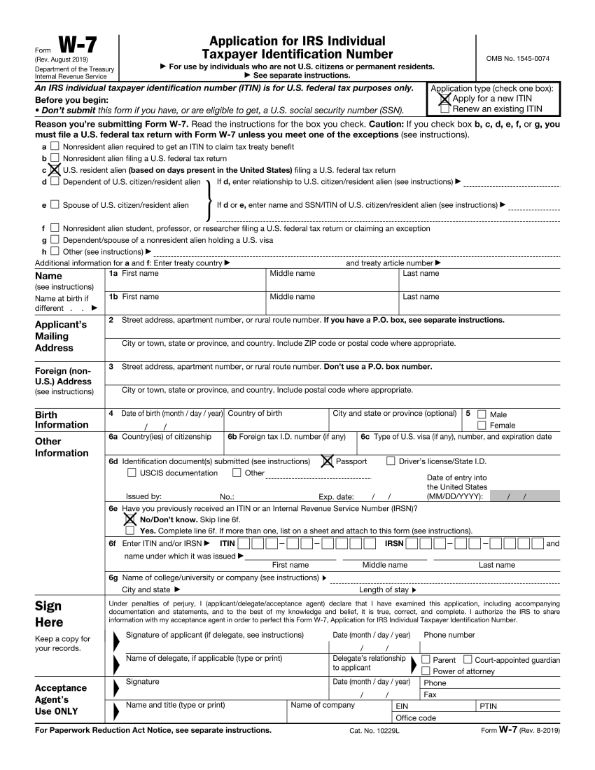 Form W-7
(Rev. August 2019)
Department of the Treasury
Internal Revenue Service
Application for IRS Individual
Taxpayer Identification Number
▶ For use by individuals who are not U.S. citizens or permanent residents.
▶ See separate instructions.
OMB No. 1545-0074
An IRS individual taxpayer identification number (ITIN) is for U.S. federal tax purposes only.
Before you begin:
• Don't submit this form if you have, or are eligible to get, a U.S. social security number (SSN).
Application type (check one box):
Apply for a new ITIN
Renew an existing ITIN
Reason you're submitting Form W-7. Read the instructions for the box you check. Caution: If you check box b, c, d, e, f, or g, you
must file a U.S. federal tax return with Form W-7 unless you meet one of the exceptions (see instructions).
a Nonresident alien required to get an ITIN to claim tax treaty benefit
b Nonresident alien filing a U.S. federal tax return
c U.S. resident alien (based on days present in the United States) filing a U.S. federal tax return
d Dependent of U.S. citizen/resident alien If d, enter relationship to U.S. citizen/resident alien (see instructions) ▶
e Spouse of U.S. citizen/resident alien If d or e, enter name and SSN/ITIN of U.S. citizen/resident alien (see instructions) ▶
f Nonresident alien student, professor, or researcher filing a U.S. federal tax return or claiming an exception
g Dependent/spouse of a nonresident alien holding a U.S. visa
h Other (see instructions) ▶
Additional information for a and f: Enter treaty country ▶ and treaty article number ▶
Name
(see instructions)
Name at birth if
different . . ▶
1a First name Middle name Last name
1b First name Middle name Last name
Applicant's
Mailing
Address
2 Street address, apartment number, or rural route number. If you have a P.O. box, see separate instructions.
City or town, state or province, and country. Include ZIP code or postal code where appropriate.
Foreign (non-
U.S.) Address
(see instructions)
3 Street address, apartment number, or rural route number. Don't use a P.O. box number.
City or town, state or province, and country. Include postal code where appropriate.
Birth
Information
4 Date of birth (month / day / year) Country of birth City and state or province (optional) 5 Male
/ / Female
Other
Information
6a Country(ies) of citizenship 6b Foreign tax I.D. number (if any) 6c Type of U.S. visa (if any), number, and expiration date
6d Identification document(s) submitted (see instructions) Passport Driver's license/State I.D.
USCIS documentation Other
Date of entry into
the United States
Issued by: No.: Exp. date: / / (MM/DD/YYYY): / /
6e Have you previously received an ITIN or an Internal Revenue Service Number (IRSN)?
No/Don't know. Skip line 6f.
Yes. Complete line 6f. If more than one, list on a sheet and attach to this form (see instructions).
6f Enter ITIN and/or IRSN ▶ ITIN – – IRSN – – and
name under which it was issued ▶
First name Middle name Last name
6g Name of college/university or company (see instructions) ▶
City and state ▶ Length of stay ▶
Sign
Here
Keep a copy for
your records.
Under penalties of perjury, I (applicant/delegate/acceptance agent) declare that I have examined this application, including accompanying
documentation and statements, and to the best of my knowledge and belief, it is true, correct, and complete. I authorize the IRS to share
information with my acceptance agent in order to perfect this Form W-7, Application for IRS Individual Taxpayer Identification Number.
Signature of applicant (if delegate, see instructions) Date (month / day / year) Phone number
/ /
Name of delegate, if applicable (type or print) Delegate's relationship
to applicant
Parent Court-appointed guardian
Power of attorney
Acceptance
Agent's
Use ONLY
Signature Date (month / day / year) Phone
/ / Fax
Name and title (type or print) Name of company EIN PTIN
Office code
For Paperwork Reduction Act Notice, see separate instructions. Cat. No. 10229L Form W-7 (Rev. 8-2019)